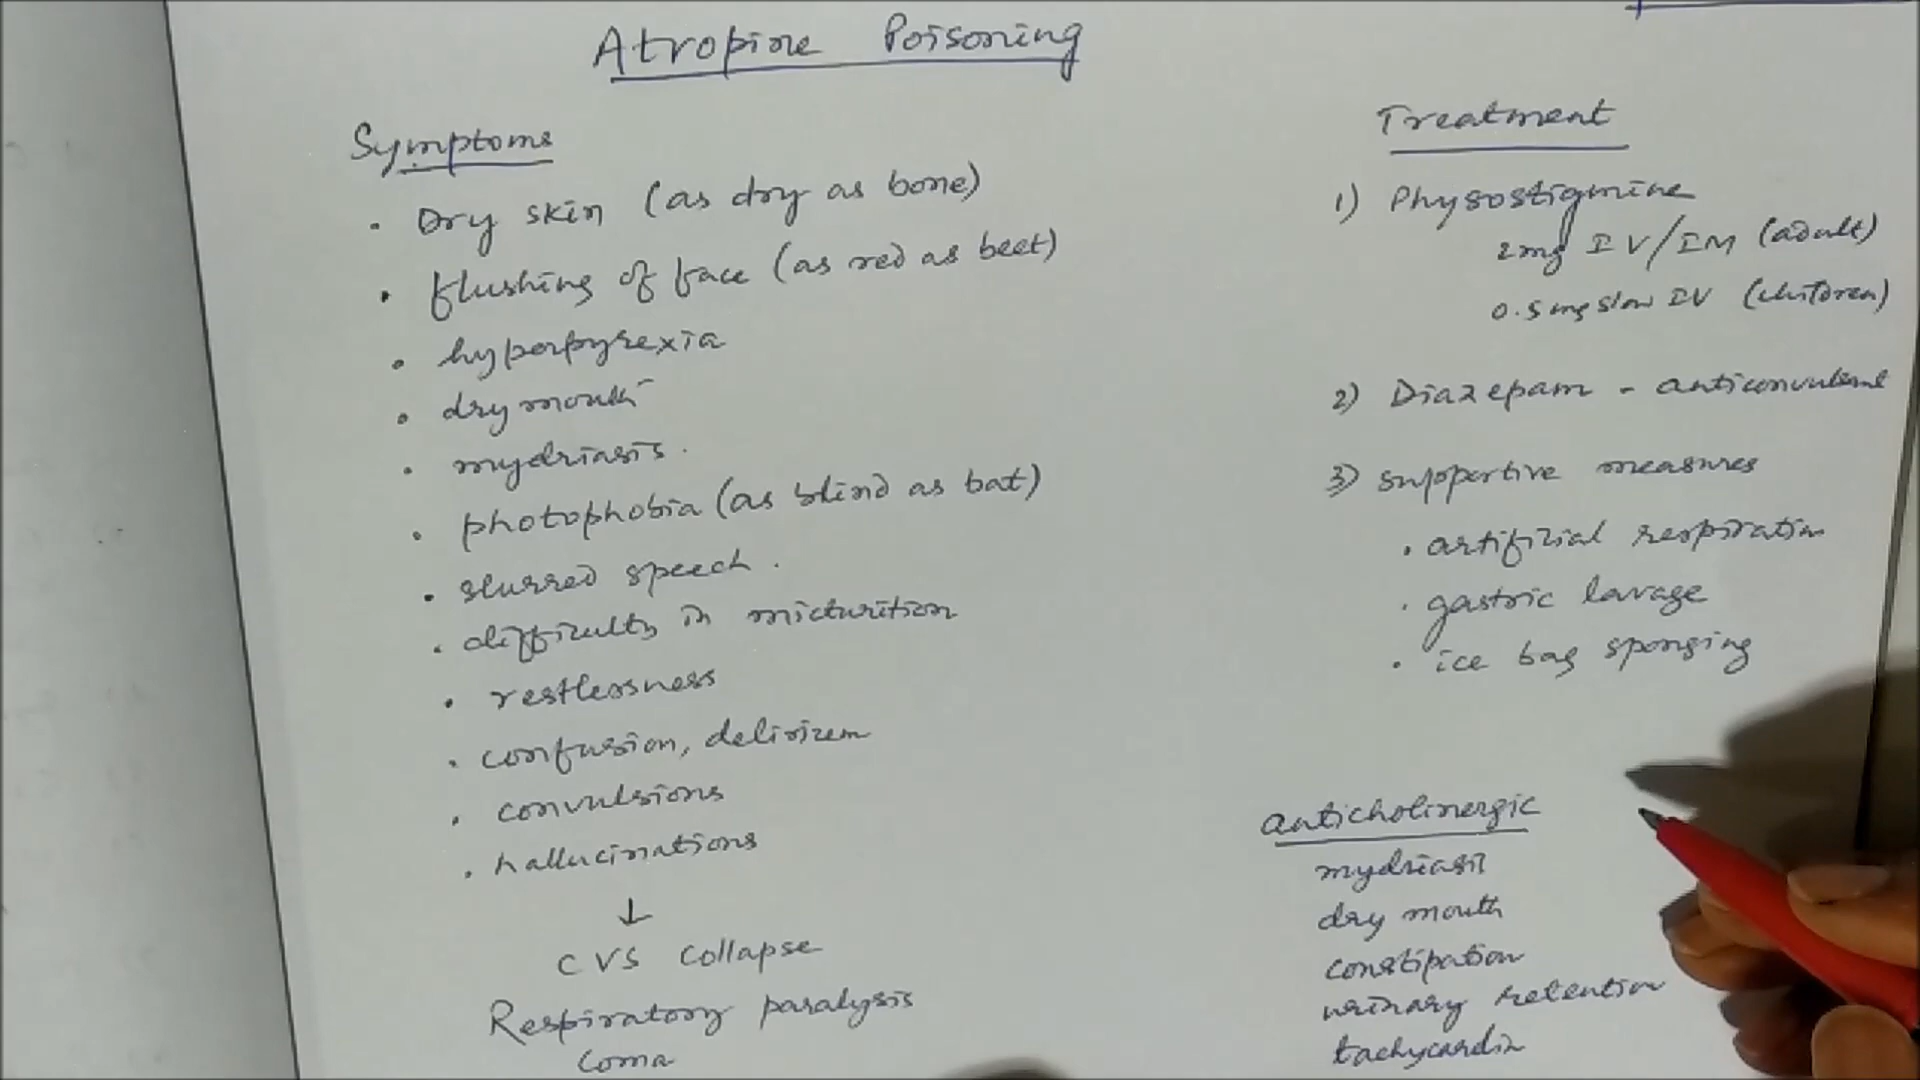 Atropine Poisoning
Symptoms
. Dry skin (as dry as bone)
. flushing of face (as red as beet)
. hyperpyrexia
. dry mouth
. mydriasis.
. photophobia (as blind as bat)
. slurred speech.
. difficulty in micturition
. restlessness
. confusion, delirium
. convulsions
. hallucinations
↓
CVS collapse
Respiratory paralysis
coma
Treatment
1) Physostigmine
2mg IV/IM (adult)
0.5 mg slow IV (children)
2) Diazepam - anticonvulsant
3) supportive measures
. artificial respiration
. gastric lavage
. ice bag sponging
anticholinergic
mydriasis
dry mouth
constipation
urinary retention
tachycardia